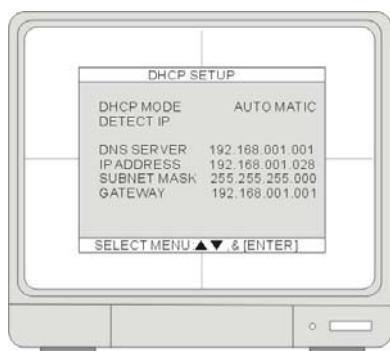 DHCP SETUP
DHCP MODE AUTO MATIC
DETECT IP
DNS SERVER 192.168.001.001
IP ADDRESS 192.168.001.028
SUBNET MASK 255.255.255.000
GATEWAY 192.168.001.001
SELECT MENU:▲▼,& [ENTER]